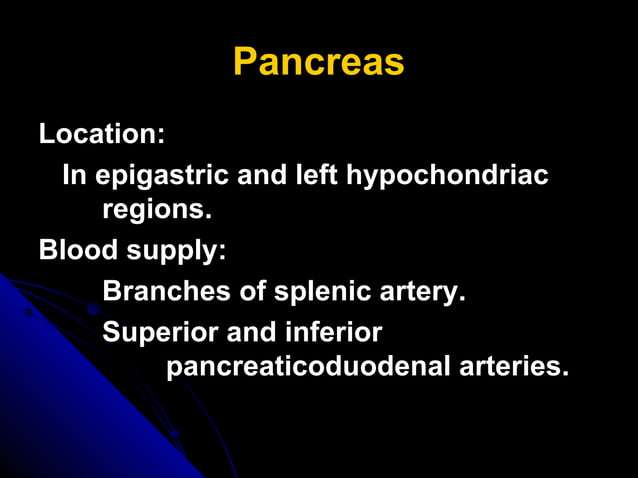 Pancreas
Location:
In epigastric and left hypochondriac
regions.
Blood supply:
Branches of splenic artery.
Superior and inferior
pancreaticoduodenal arteries.